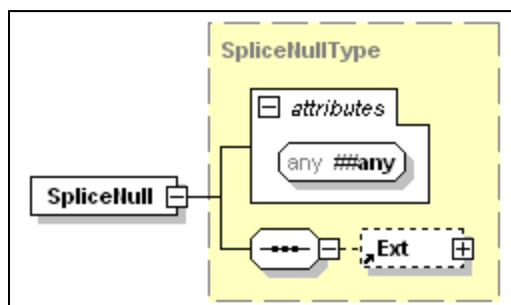 SpliceNullType
attributes
any ##any
SpliceNull
Ext